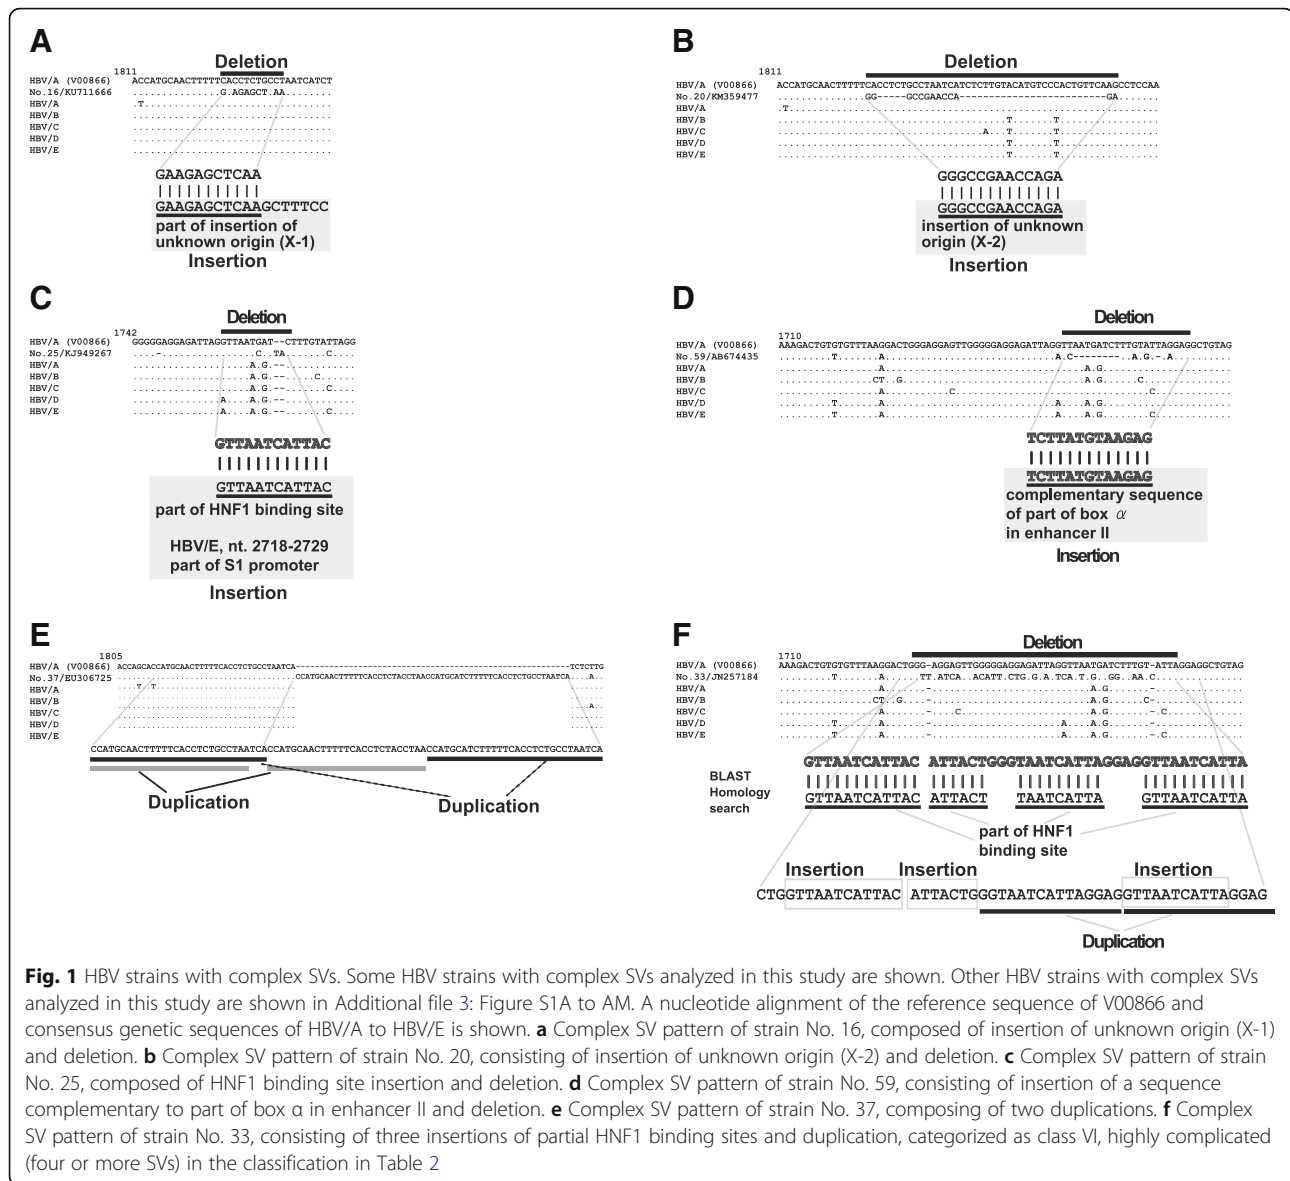 A
Deletion
1811
HBV/A (V00866) ACCATGCAACTTTTTCACCTCTGCCTAATCATCT
No.16/KU711666
HBV/A
HBV/B
HBV/C
HBV/D
HBV/E
GAAGAGCTCAA
GAAGAGCTCAAGCTTTCC
part of insertion of
unknown origin (X-1)
Insertion
B
Deletion
1811
HBV/A (V00866) ACCATGCAACTTTTTCACCTCTGCCTAATCATCTCTTGTACATGTCCCACTGTTCAAGCCTCCAA
No.20/KM359477
HBV/A
HBV/B
HBV/C
HBV/D
HBV/E
GGGCCGAACCAGA
GGGCCGAACCAGA
insertion of unknown
origin (X-2)
Insertion
C
Deletion
1742
HBV/A (V00866) GGGGGAGGAGATTAGGTTAATGAT--CTTTGTATTAGG
No.25/KJ949267
HBV/A
HBV/B
HBV/C
HBV/D
HBV/E
GTTAATCATTAC
GTTAATCATTAC
part of HNF1 binding site
HBV/E, nt. 2718-2729
part of S1 promoter
Insertion
D
Deletion
1710
HBV/A (V00866) AAAGACTGTGTGTTTAAGGACTGGGAGGAGTTGGGGGAGGAGATTAGGTTAATGATCTTTGTATTAGGAGGCTGTAG
No.59/AB674435
HBV/A
HBV/B
HBV/C
HBV/D
HBV/E
TCTTATGTAAGAG
TCTTATGTAAGAG
complementary sequence
of part of box α
in enhancer II
Insertion
E
1805
HBV/A (V00866)
No.37/EU306725
HBV/A
HBV/B
HBV/C
HBV/D
HBV/E
CCATGCAACTTTTTCACCTCTGCCTAATCACCATGCAACTTTTTCACCTCTACCTAACCATGCATCTTTTTCACCTCTGCCTAATCA
Duplication
Duplication
F
Deletion
1710
HBV/A (V00866) AAAGACTGTGTGTTTAAGGACTGGG-AGGAGTTGGGGGAGGAGATTAGGTTAATGATCTTTGT-ATTAGGAGGCTGTAG
No.33/JN257184
HBV/A
HBV/B
HBV/C
HBV/D
HBV/E
GTTAATCATTAC ATTACTGGGTAATCATTAGGAGGTTAATCATTA
BLAST
Homology
search
GTTAATCATTAC ATTACT TAATCATTA GTTAATCATTA
part of HNF1
binding site
Insertion Insertion Insertion
CTGGTTAATCATTAC ATTACTGGGTAATCATTAGGAGGTTAATCATTAGGAG
Duplication
Fig. 1 HBV strains with complex SVs. Some HBV strains with complex SVs analyzed in this study are shown. Other HBV strains with complex SVs
analyzed in this study are shown in Additional file 3: Figure S1A to AM. A nucleotide alignment of the reference sequence of V00866 and
consensus genetic sequences of HBV/A to HBV/E is shown. a Complex SV pattern of strain No. 16, composed of insertion of unknown origin (X-1)
and deletion. b Complex SV pattern of strain No. 20, consisting of insertion of unknown origin (X-2) and deletion. c Complex SV pattern of strain
No. 25, composed of HNF1 binding site insertion and deletion. d Complex SV pattern of strain No. 59, consisting of insertion of a sequence
complementary to part of box α in enhancer II and deletion. e Complex SV pattern of strain No. 37, composing of two duplications. f Complex
SV pattern of strain No. 33, consisting of three insertions of partial HNF1 binding sites and duplication, categorized as class VI, highly complicated
(four or more SVs) in the classification in Table 2